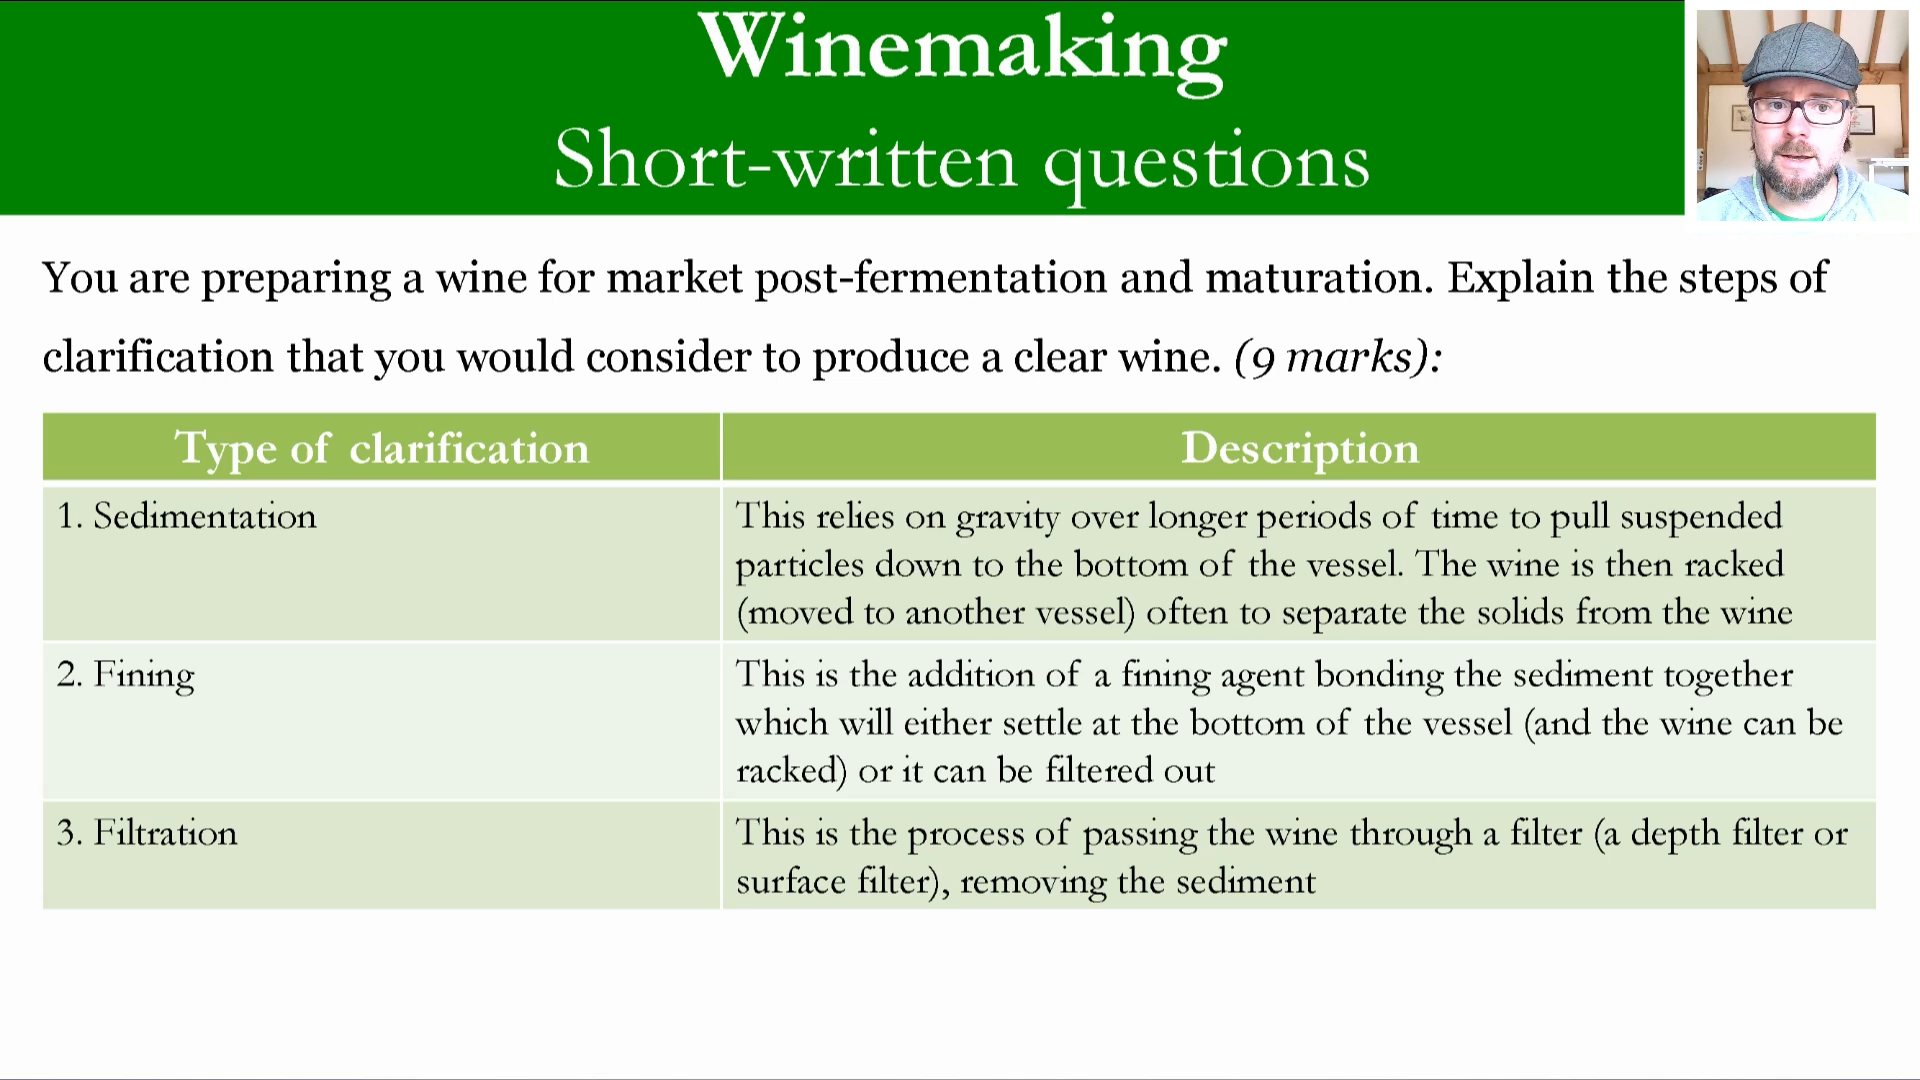 Winemaking
Short-written questions
You are preparing a wine for market post-fermentation and maturation. Explain the steps of
clarification that you would consider to produce a clear wine. (9 marks):
Type of clarification
Description
1. Sedimentation
This relies on gravity over longer periods of time to pull suspended
particles down to the bottom of the vessel. The wine is then racked
(moved to another vessel) often to separate the solids from the wine
2. Fining
This is the addition of a fining agent bonding the sediment together
which will either settle at the bottom of the vessel (and the wine can be
racked) or it can be filtered out
3. Filtration
This is the process of passing the wine through a filter (a depth filter or
surface filter), removing the sediment